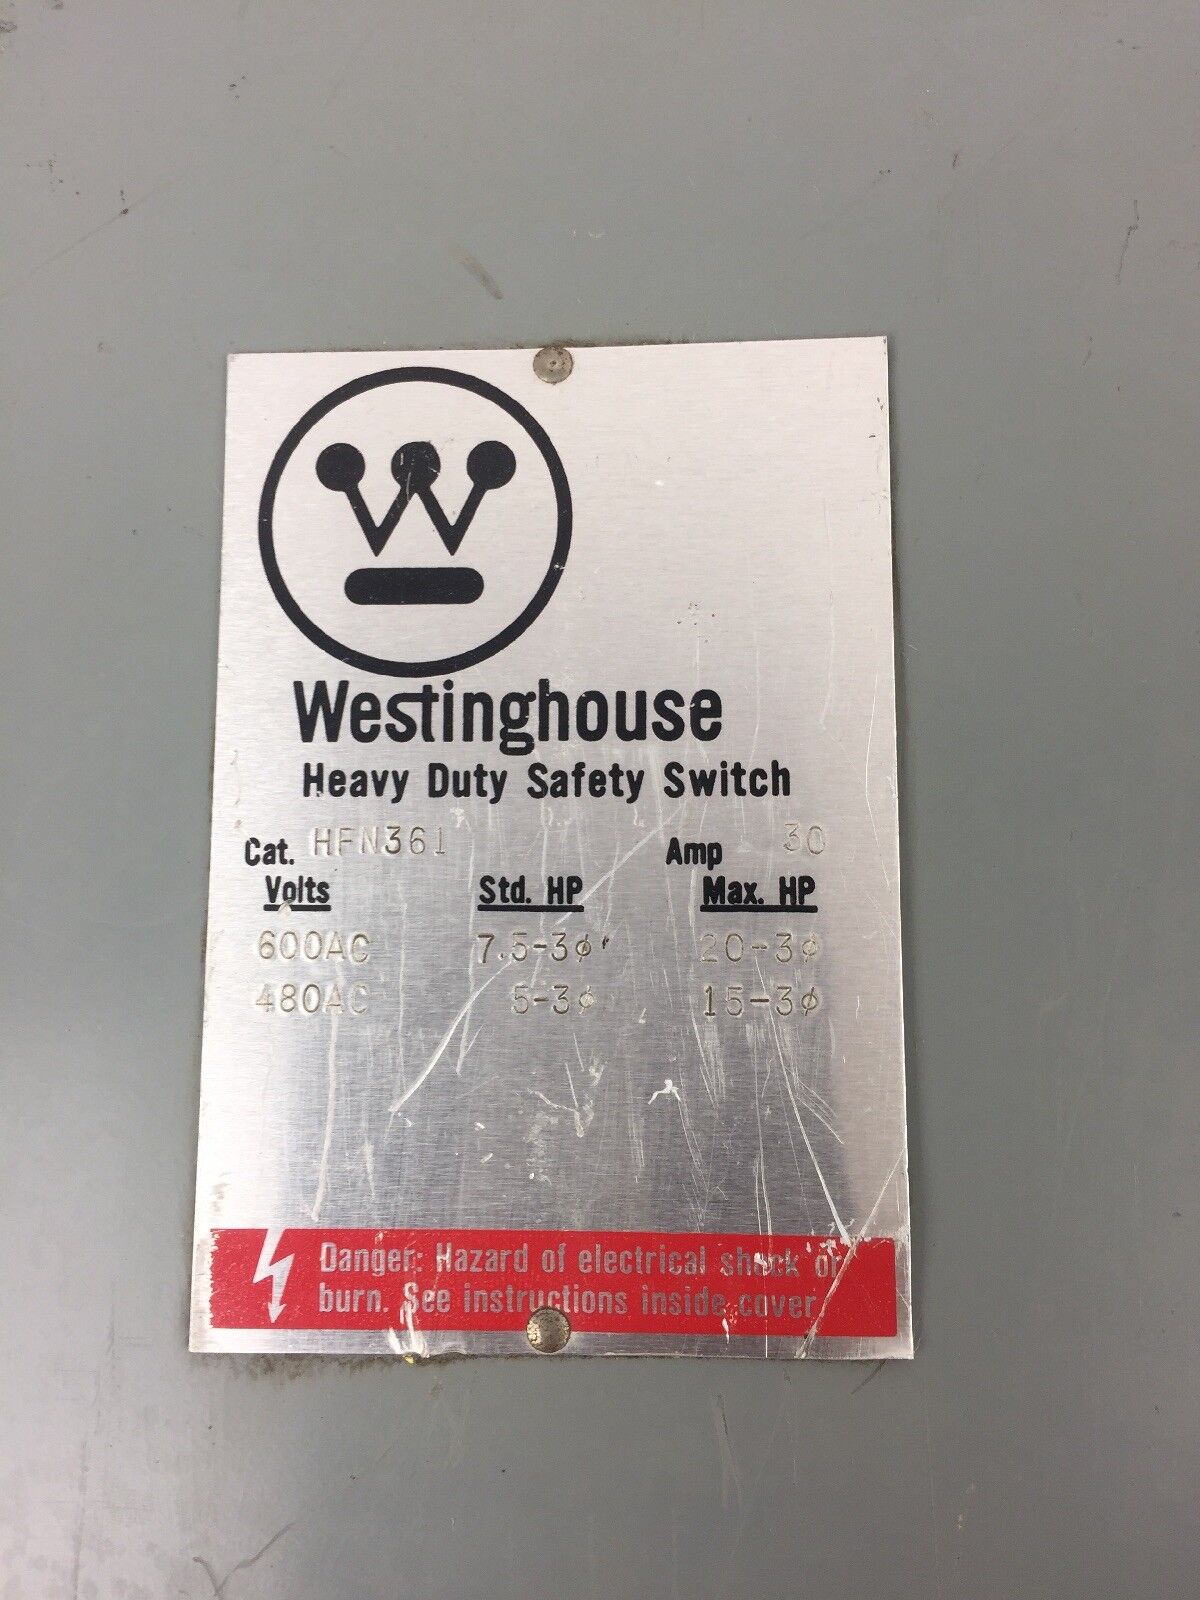 Westinghouse
Heavy Duty Safety Switch
Cat. HFN361 Amp 30
Volts Std. HP Max. HP
600AC 7.5-3ϕ 20-3ϕ
480AC 5-3ϕ 15-3ϕ
Danger: Hazard of electrical shock or
burn. See instructions inside cover